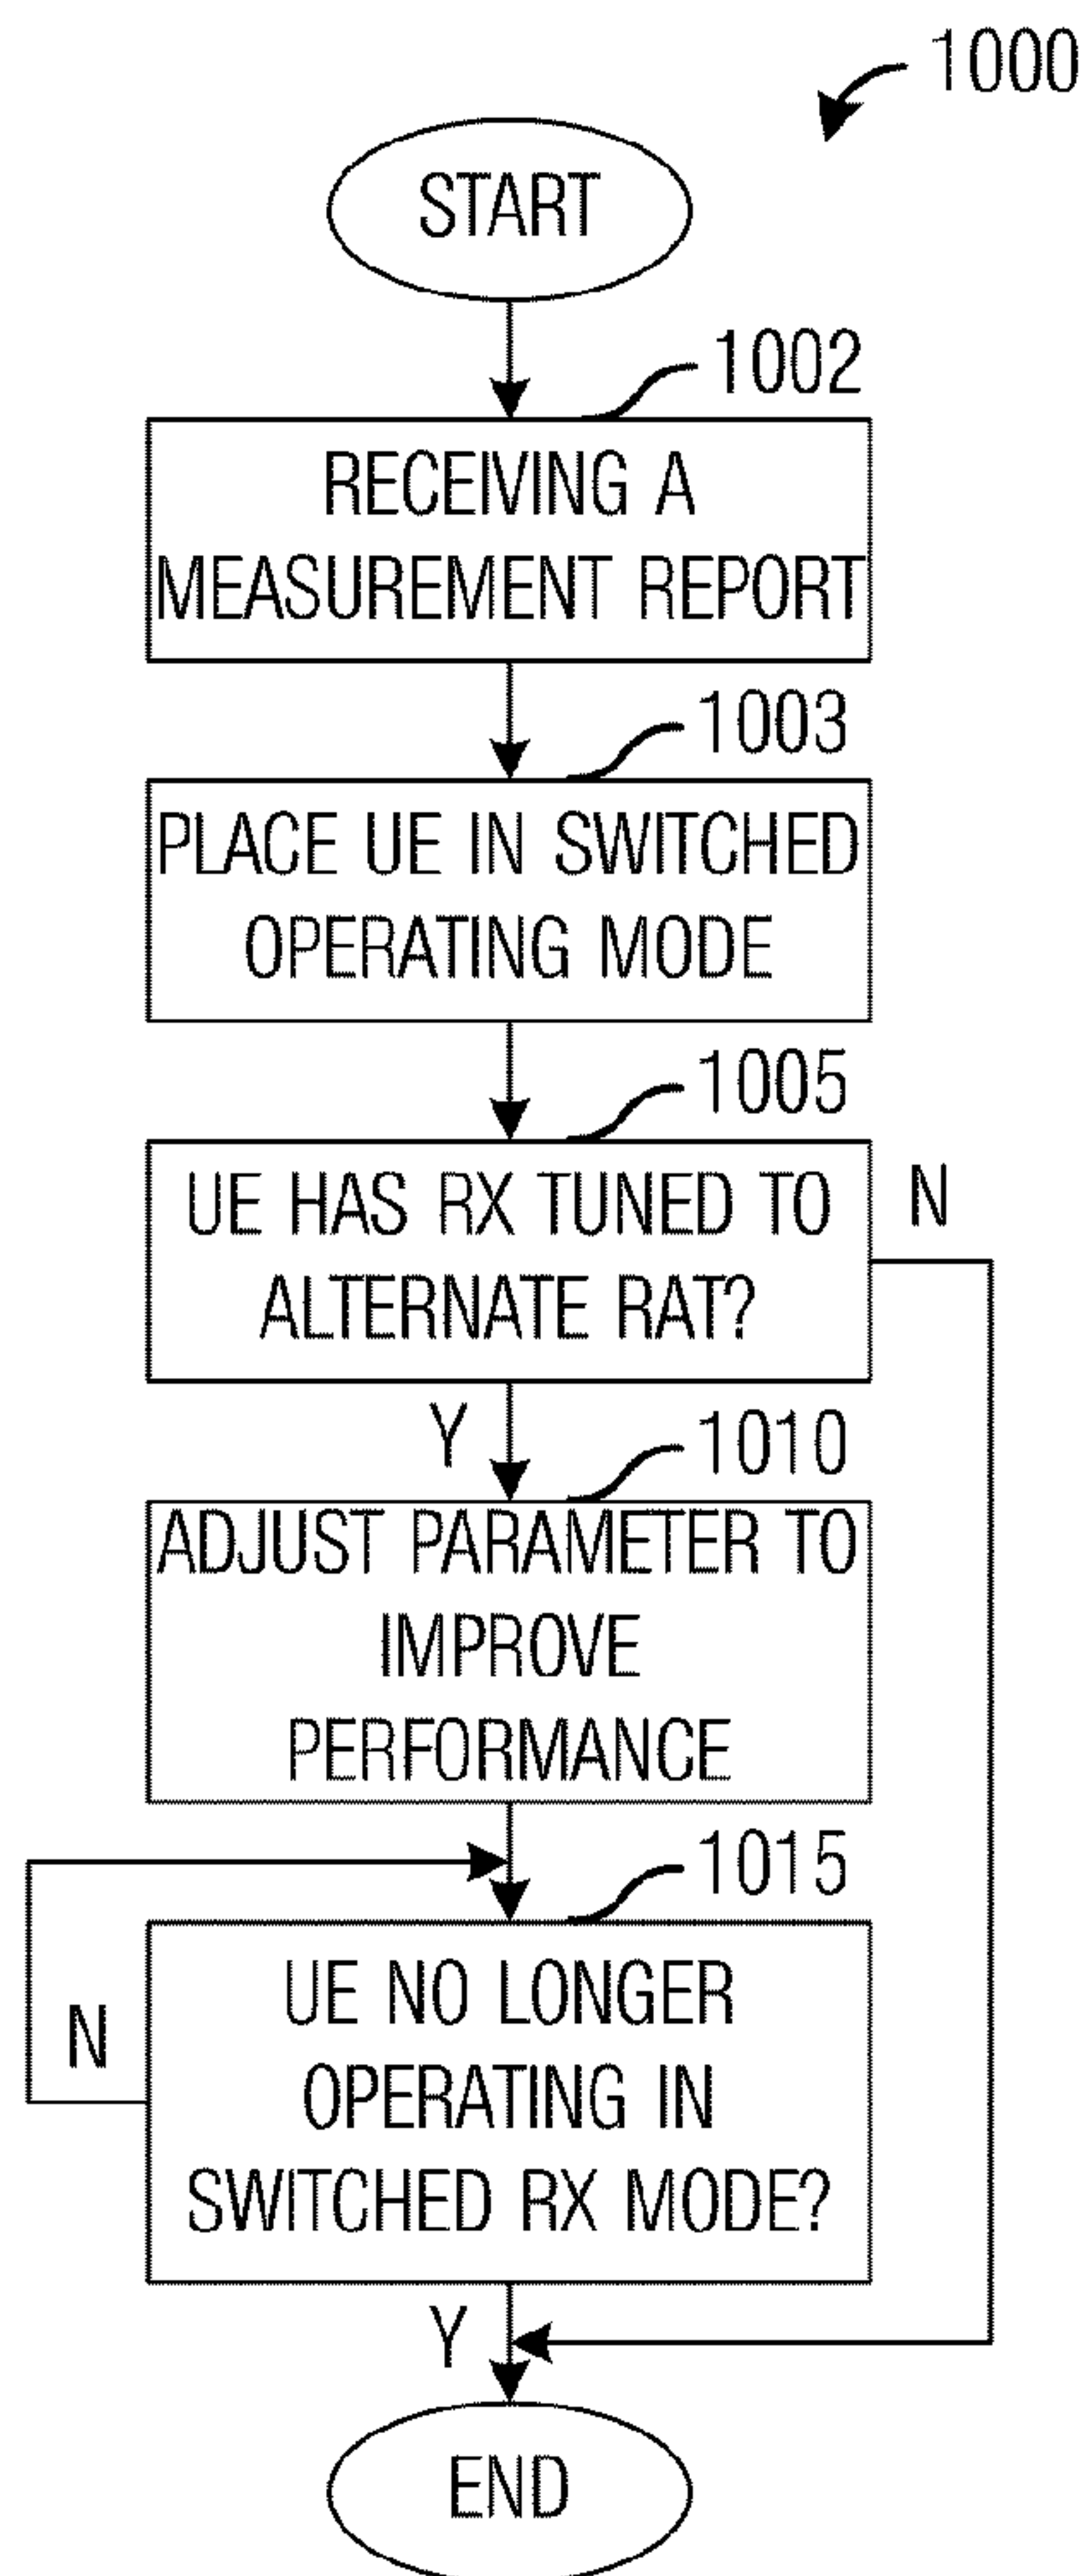 1000
START
1002
RECEIVING A
MEASUREMENT REPORT
1003
PLACE UE IN SWITCHED
OPERATING MODE
1005
UE HAS RX TUNED TO
ALTERNATE RAT?
N
Y
1010
ADJUST PARAMETER TO
IMPROVE
PERFORMANCE
1015
UE NO LONGER
OPERATING IN
SWITCHED RX MODE?
N
Y
END